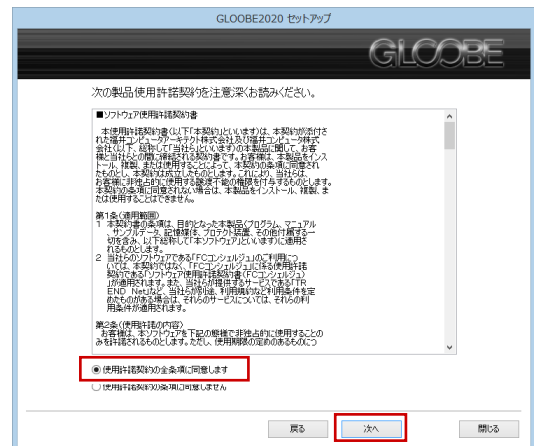 GLOOBE2020 セットアップ
GLOOBE
次の製品使用許諾契約を注意深くお読みください。
■ソフトウェア使用許諾契約書
本使用許諾契約書(以下「本契約」といいます)は、本契約が添付さ
れた福井コンピュータアーキテクト株式会社及び福井コンピュータ株式
会社(以下、総称して「当社ら」といいます)の本製品に関して、お客
様と当社らとの間に締結される契約書です。お客様は、本製品をインス
トール、複製、または使用することによって、本契約の条項に同意され
たものとし、本契約は成立したものとします。これにより、当社らは、
お客様に非独占的に使用する譲渡不能の権限を付与するものとします。
本契約の条項に同意されない場合は、本製品をインストール、複製、ま
たは使用することはできません。
第1条(適用範囲)
1 本契約書の条項は、目的となった本製品(プログラム、マニュアル
、サンプルデータ、記憶媒体、プロテクト装置、その他付属する一
切を含み、以下総称して「本ソフトウェア」といいます)に適用さ
れるものとします。
2 当社らのソフトウェアである「FCコンシェルジュ」のご利用につ
いては、本契約ではなく、「FCコンシェルジュ」に係る使用許諾
契約である「ソフトウェア使用許諾契約書(FCコンシェルジュ)
」が適用されます。また、当社らが提供するサービスである「TR
END Net」など、当社らが別途、利用規約など利用条件を定
めたものがある場合は、それらのサービスについては、それらの利
用条件が適用されます。
第2条(使用許諾の内容)
お客様は、本ソフトウェアを下記の態様で非独占的に使用することの
みを許諾されるものとします。ただし、使用期限の定めのあるものにつ
使用許諾契約の全条項に同意します
使用許諾契約の条項に同意しません
戻る 次へ 閉じる